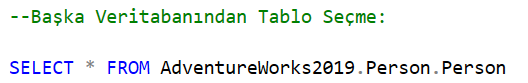 --Başka Veritabanından Tablo Seçme:
SELECT * FROM AdventureWorks2019.Person.Person